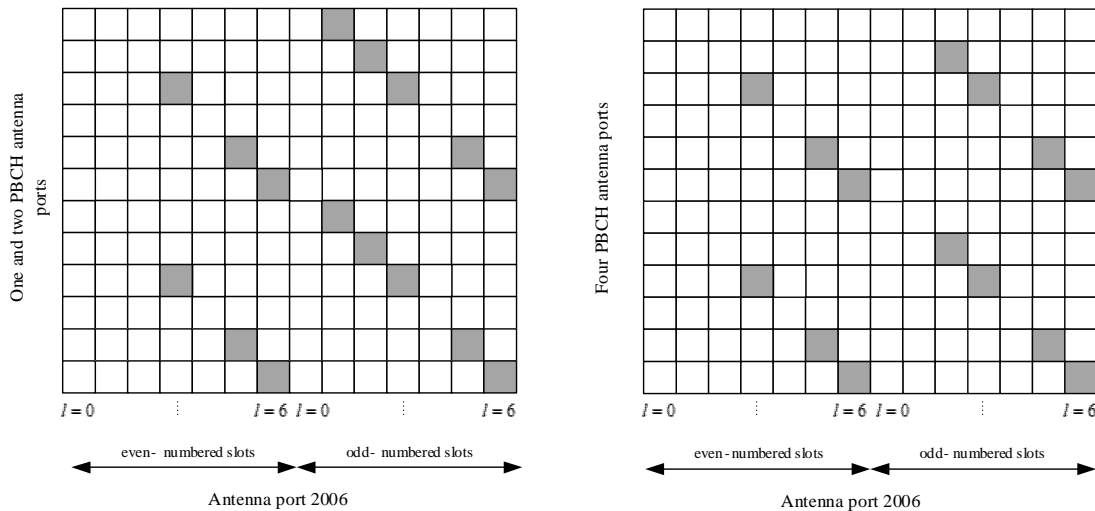 One and two PBCH antenna
ports
l = 0
⋮
l = 6
l = 0
⋮
l = 6
even- numbered slots
odd- numbered slots
Antenna port 2006
Four PBCH antenna ports
l = 0
⋮
l = 6
l = 0
⋮
l = 6
even-numbered slots
odd- numbered slots
Antenna port 2006